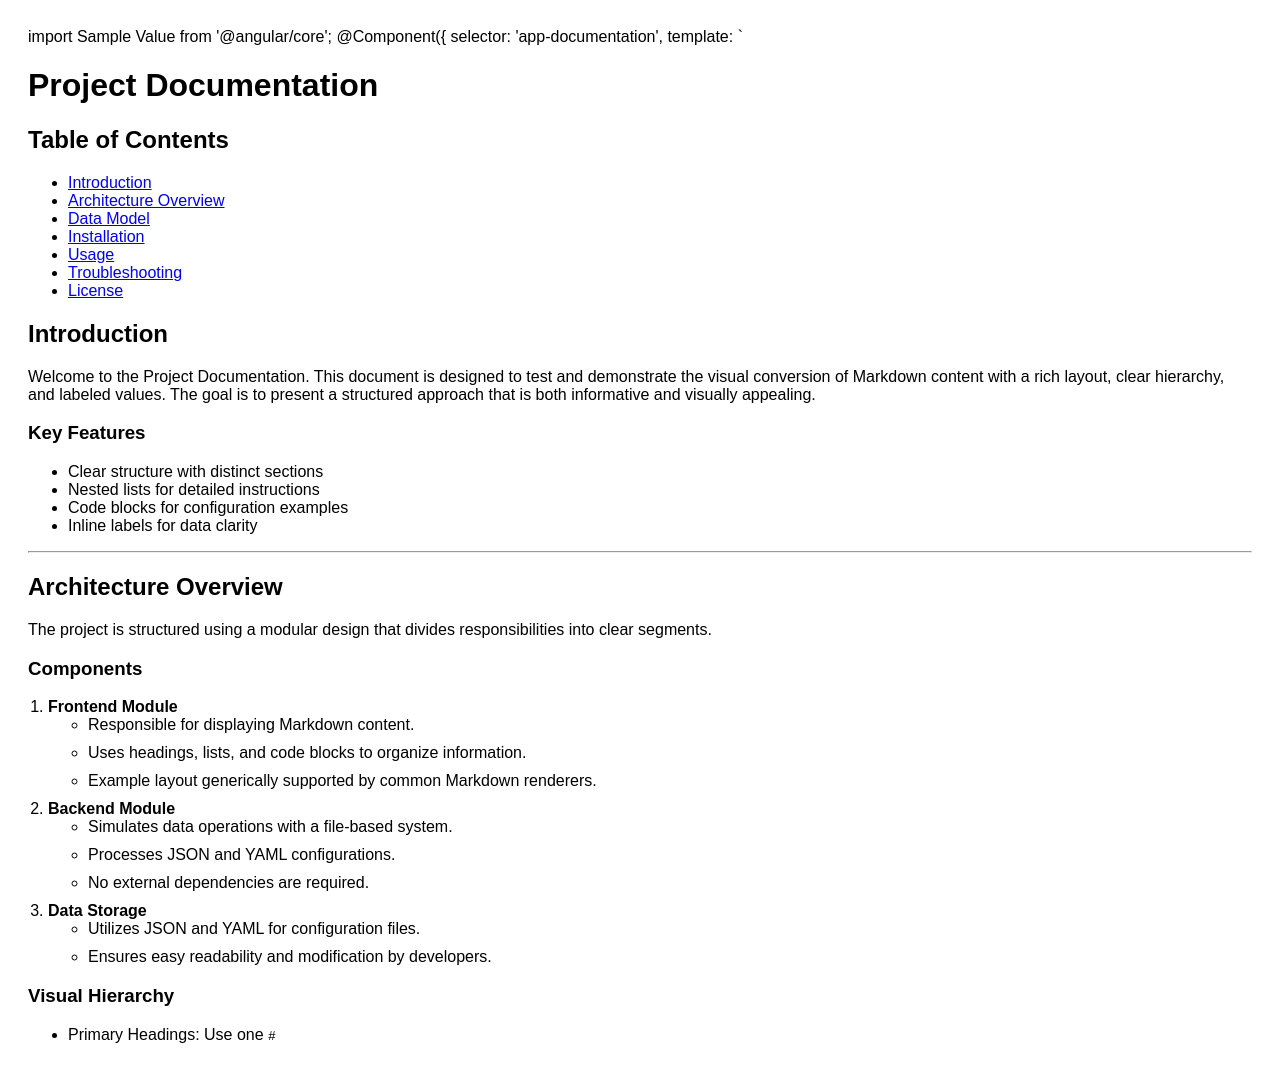 import Sample Value from '@angular/core'; @Component({ selector: 'app-documentation', template: `
Project Documentation
Table of Contents
Introduction
Architecture Overview
Data Model
Installation
Usage
Troubleshooting
License
Introduction
Welcome to the Project Documentation. This document is designed to test and demonstrate the visual conversion of Markdown content with a rich layout, clear hierarchy,
and labeled values. The goal is to present a structured approach that is both informative and visually appealing.
Key Features
Clear structure with distinct sections
Nested lists for detailed instructions
Code blocks for configuration examples
Inline labels for data clarity
Architecture Overview
The project is structured using a modular design that divides responsibilities into clear segments.
Components
1. Frontend Module
Responsible for displaying Markdown content.
Uses headings, lists, and code blocks to organize information.
Example layout generically supported by common Markdown renderers.
2. Backend Module
Simulates data operations with a file-based system.
Processes JSON and YAML configurations.
No external dependencies are required.
3. Data Storage
Utilizes JSON and YAML for configuration files.
Ensures easy readability and modification by developers.
Visual Hierarchy
Primary Headings: Use one #